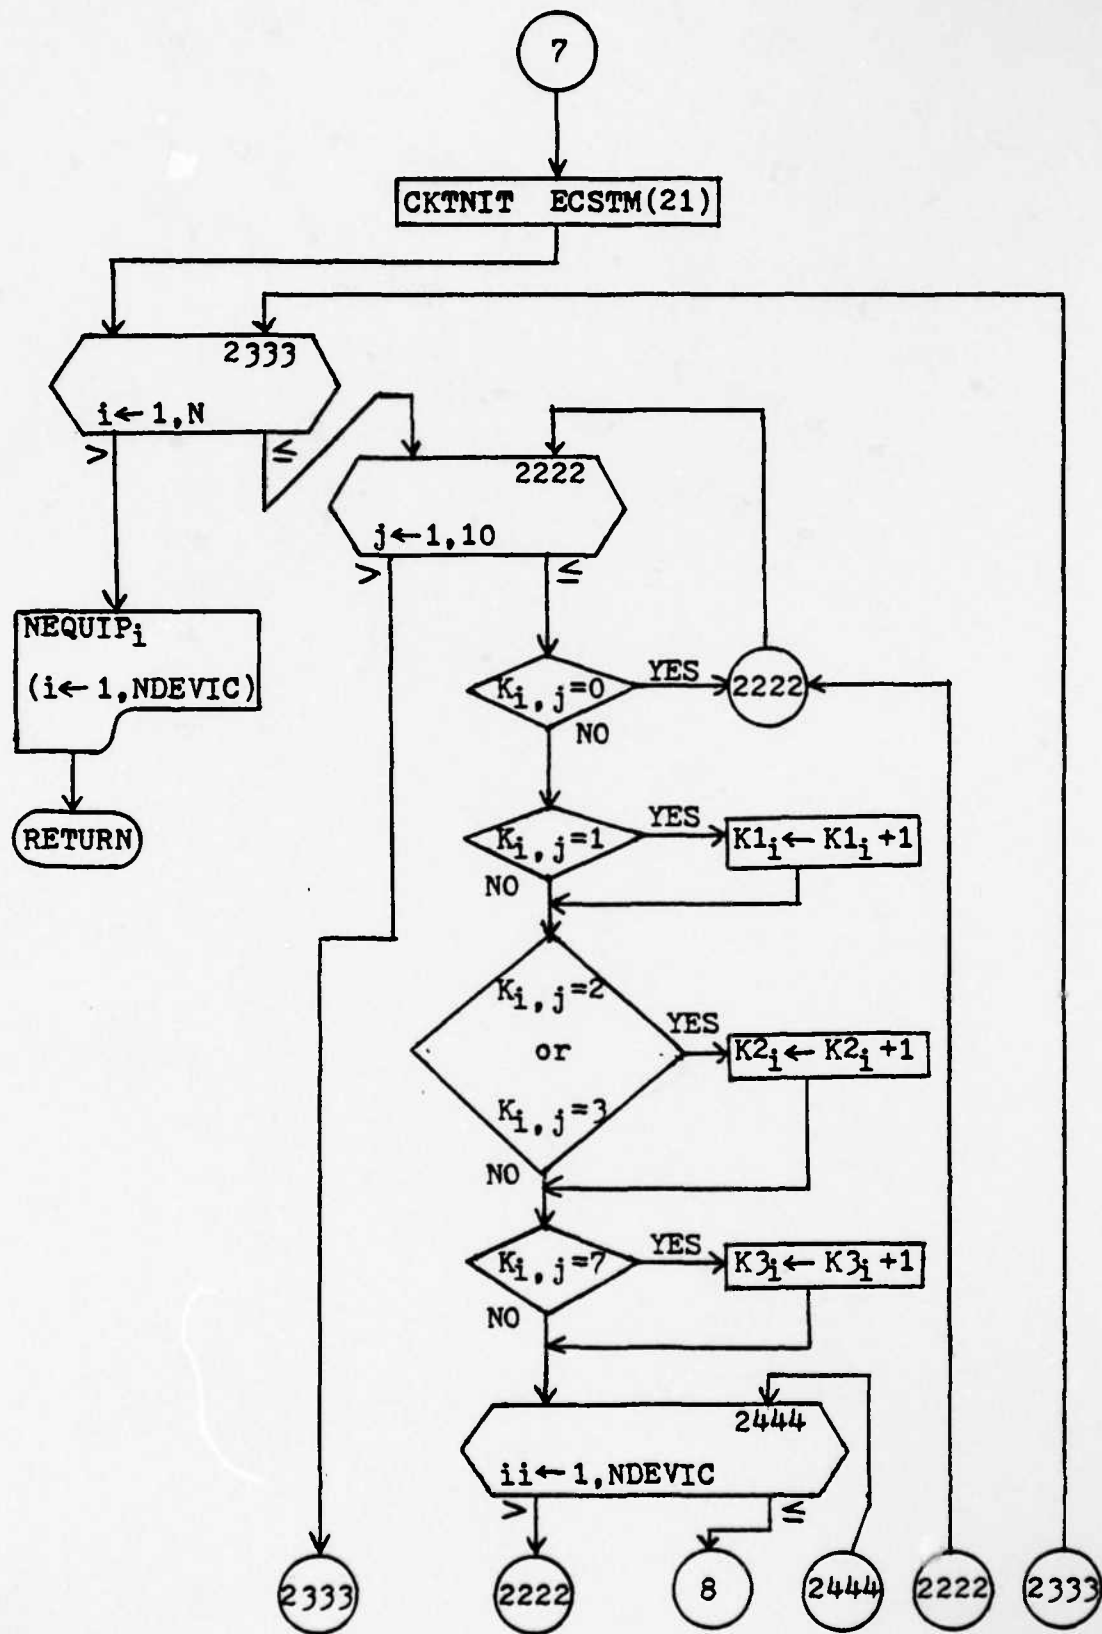 7
CKTNIT ECSTM(21)
2333
i←1,N
> ≤
2222
j←1,10
> ≤
NEQUIPi
(i←1,NDEVIC)
RETURN
Ki,j=0
YES
2222
NO
Ki,j=1
YES
K1i←K1i+1
NO
Ki,j=2
or
Ki,j=3
YES
K2i←K2i+1
NO
Ki,j=7
YES
K3i←K3i+1
NO
2444
ii←1,NDEVIC
> ≤
2333
2222
8
2444
2222
2333